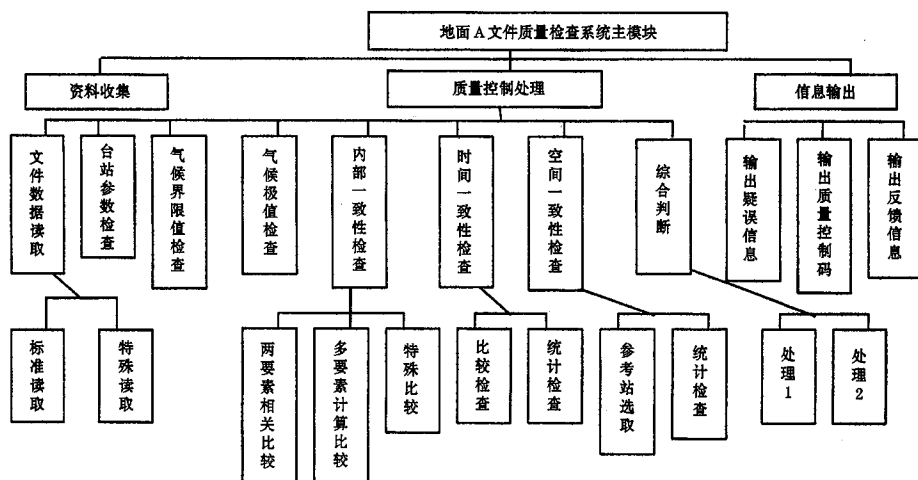 地面A文件质量检查系统主模块
资料收集
质量控制处理
信息输出
文件数据读取
台站参数检查
气候界限值检查
气候极值检查
内部一致性检查
时间一致性检查
空间一致性检查
综合判断
输出疑误信息
输出质量控制码
输出反馈信息
标准读取
特殊读取
两要素相关比较
多要素计算比较
特殊比较
比较检查
统计检查
参考站选取
统计检查
处理1
处理2